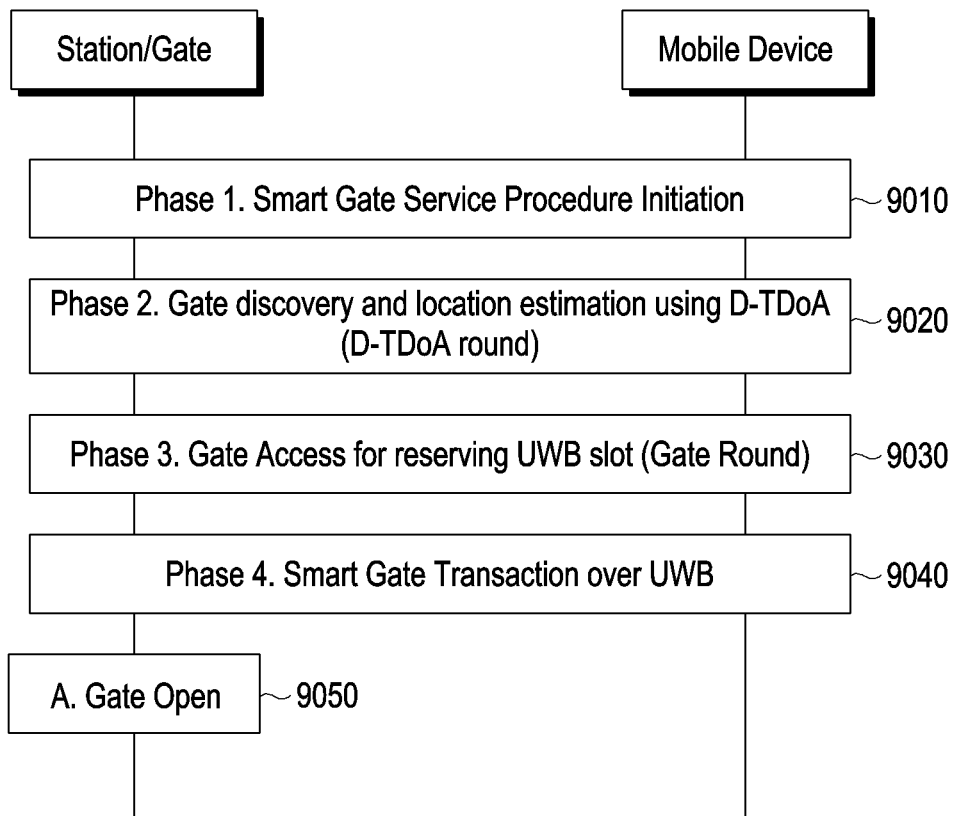 Station/Gate
Mobile Device
Phase 1. Smart Gate Service Procedure Initiation
9010
Phase 2. Gate discovery and location estimation using D-TDoA
(D-TDoA round)
9020
Phase 3. Gate Access for reserving UWB slot (Gate Round)
9030
Phase 4. Smart Gate Transaction over UWB
9040
A. Gate Open
9050